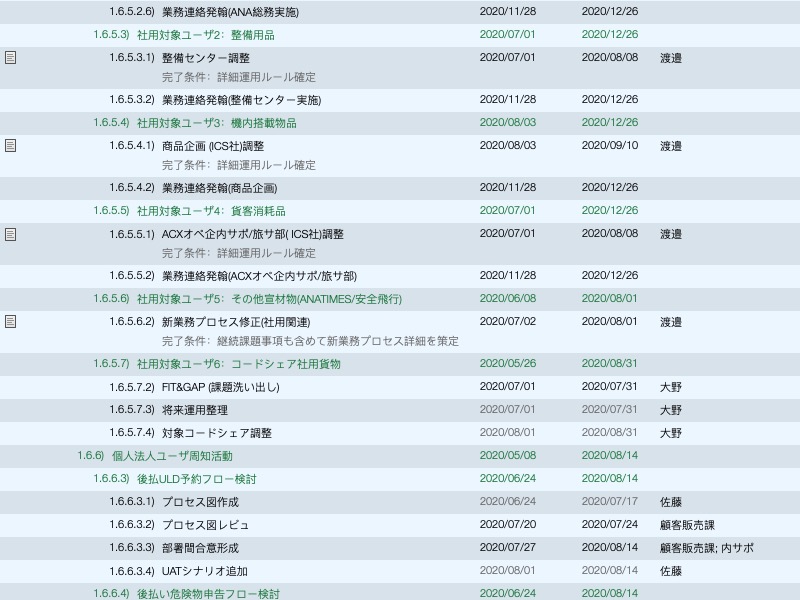 1.6.5.2.6) 業務連絡発翰(ANA総務実施) 2020/11/28 2020/12/26
1.6.5.3) 社用対象ユーザ2：整備用品 2020/07/01 2020/12/26
1.6.5.3.1) 整備センター調整 2020/07/01 2020/08/08 渡邉
完了条件：詳細運用ルール確定
1.6.5.3.2) 業務連絡発翰(整備センター実施) 2020/11/28 2020/12/26
1.6.5.4) 社用対象ユーザ3：機内搭載物品 2020/08/03 2020/12/26
1.6.5.4.1) 商品企画 (ICS社)調整 2020/08/03 2020/09/10 渡邉
完了条件：詳細運用ルール確定
1.6.5.4.2) 業務連絡発翰(商品企画) 2020/11/28 2020/12/26
1.6.5.5) 社用対象ユーザ4：貨客消耗品 2020/07/01 2020/12/26
1.6.5.5.1) ACXオペ企内サポ/旅サ部( ICS社)調整 2020/07/01 2020/08/08 渡邉
完了条件：詳細運用ルール確定
1.6.5.5.2) 業務連絡発翰(ACXオペ企内サポ/旅サ部) 2020/11/28 2020/12/26
1.6.5.6) 社用対象ユーザ5：その他宣材物(ANATIMES/安全飛行) 2020/06/08 2020/08/01
1.6.5.6.2) 新業務プロセス修正(社用関連) 2020/07/02 2020/08/01 渡邉
完了条件：継続課題事項も含めて新業務プロセス詳細を策定
1.6.5.7) 社用対象ユーザ6：コードシェア社用貨物 2020/05/26 2020/08/31
1.6.5.7.2) FIT&GAP (課題洗い出し) 2020/07/01 2020/07/31 大野
1.6.5.7.3) 将来運用整理 2020/07/01 2020/07/31 大野
1.6.5.7.4) 対象コードシェア調整 2020/08/01 2020/08/31 大野
1.6.6) 個人法人ユーザ周知活動 2020/05/08 2020/08/14
1.6.6.3) 後払ULD予約フロー検討 2020/06/24 2020/08/14
1.6.6.3.1) プロセス図作成 2020/06/24 2020/07/17 佐藤
1.6.6.3.2) プロセス図レビュ 2020/07/20 2020/07/24 顧客販売課
1.6.6.3.3) 部署間合意形成 2020/07/27 2020/08/14 顧客販売課; 内サポ
1.6.6.3.4) UATシナリオ追加 2020/08/01 2020/08/14 佐藤
1.6.6.4) 後払い危険物申告フロー検討 2020/06/24 2020/08/14